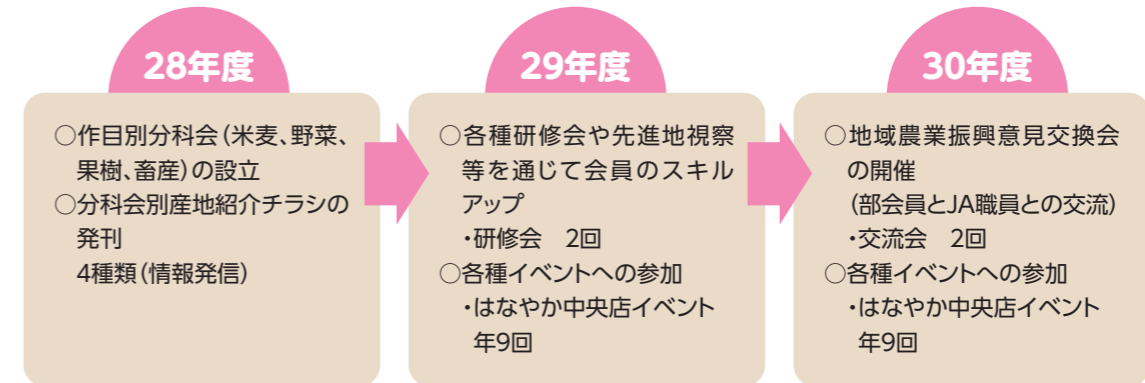 28年度
○作目別分科会（米麦、野菜、
果樹、畜産）の設立
○分科会別産地紹介チラシの
発刊
4種類（情報発信）
29年度
○各種研修会や先進地視察
等を通じて会員のスキル
アップ
・研修会　2回
○各種イベントへの参加
・はなやか中央店イベント
年9回
30年度
○地域農業振興意見交換会
の開催
（部会員とJA職員との交流）
・交流会　2回
○各種イベントへの参加
・はなやか中央店イベント
年9回